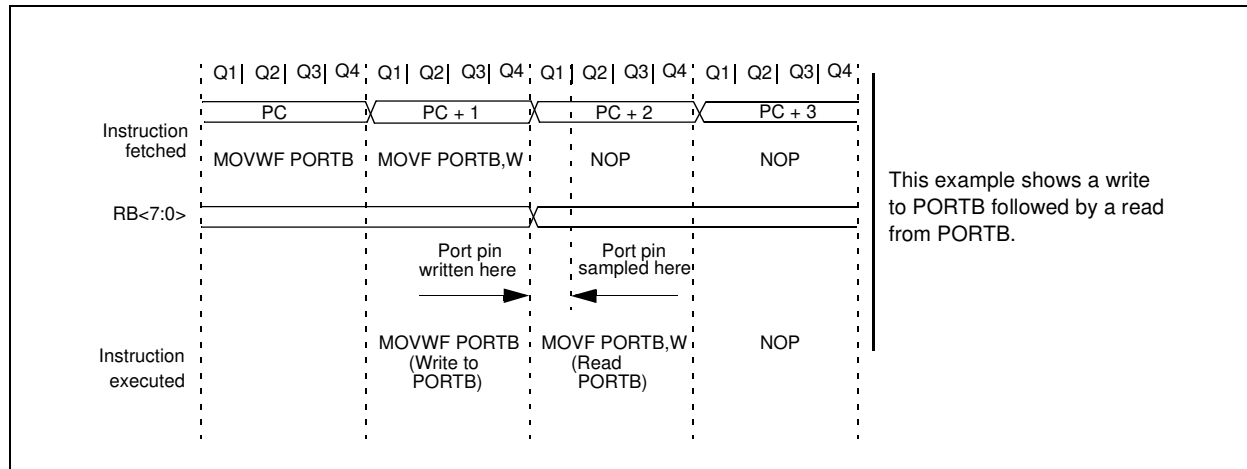 Q1| Q2| Q3| Q4 Q1| Q2| Q3| Q4 Q1| Q2| Q3| Q4 Q1| Q2| Q3| Q4
PC PC + 1 PC + 2 PC + 3
Instruction
fetched
MOVWF PORTB MOVF PORTB,W NOP NOP
This example shows a write
to PORTB followed by a read
from PORTB.
RB<7:0>
Port pin
written here
Port pin
sampled here
Instruction
executed
MOVWF PORTB
(Write to
PORTB)
MOVF PORTB,W
(Read
PORTB)
NOP